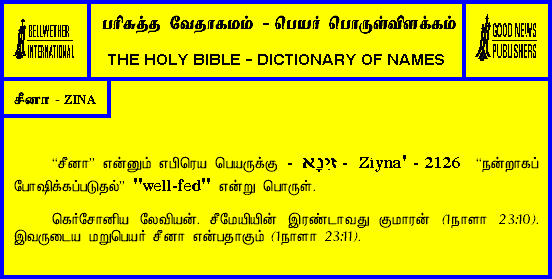 BELLWETHER
INTERNATIONAL
பரிசுத்த வேதாகமம் - பெயர் பொருள்விளக்கம்
THE HOLY BIBLE - DICTIONARY OF NAMES
GOOD NEWS
PUBLISHERS
சீனா - ZINA
“சீனா” என்னும் எபிரெய பெயருக்கு - זִינָא - Ziyna' - 2126 “நன்றாகப்
போஷிக்கப்படுதல்” "well-fed" என்று பொருள்.
கெர்சோனிய லேவியன். சீமேயியின் இரண்டாவது குமாரன் (1நாளா 23:10).
இவருடைய மறுபெயர் சீனா என்பதாகும் (1நாளா 23:11).